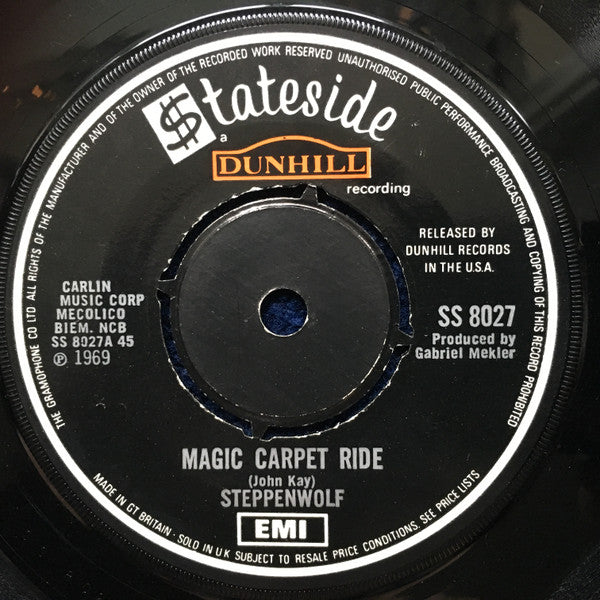 THE GRAMOPHONE CO LTD ALL RIGHTS OF THE MANUFACTURER AND OF THE OWNER OF THE RECORDED WORK RESERVED UNAUTHORISED PUBLIC PERFORMANCE BROADCASTING AND COPYING OF THIS RECORD PROHIBITED
$tateside
a
DUNHILL
recording
RELEASED BY
DUNHILL RECORDS
IN THE U.S.A.
CARLIN
MUSIC CORP
MECOLICO
BIEM. NCB
SS 8027A 45
℗ 1969
SS 8027
Produced by
Gabriel Mekler
MAGIC CARPET RIDE
(John Kay)
STEPPENWOLF
EMI
MADE IN GT BRITAIN · SOLD IN U K SUBJECT TO RESALE PRICE CONDITIONS, SEE PRICE LISTS